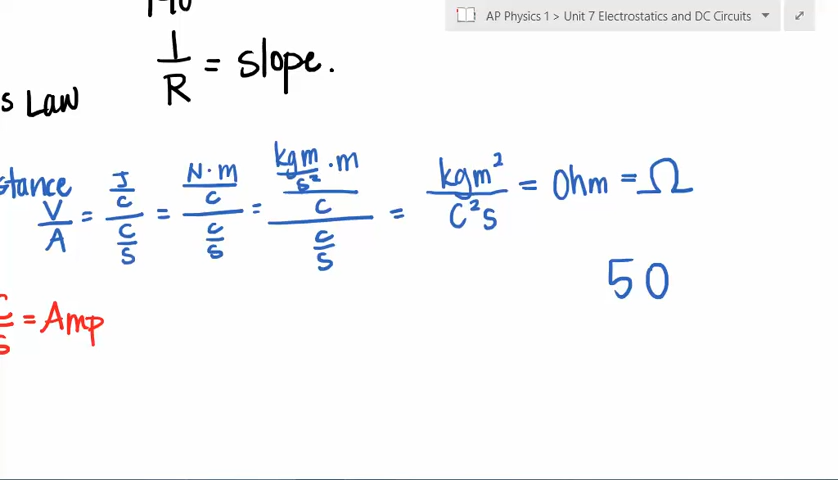 AP Physics 1 > Unit 7 Electrostatics and DC Circuits
1/R = slope.
s Law
stance
V/A = (J/C)/(C/s) = (N·m/C)/(C/s) = ((kgm/s²·m)/C)/(C/s) = kgm²/C²s = Ohm = Ω
50
= Amp